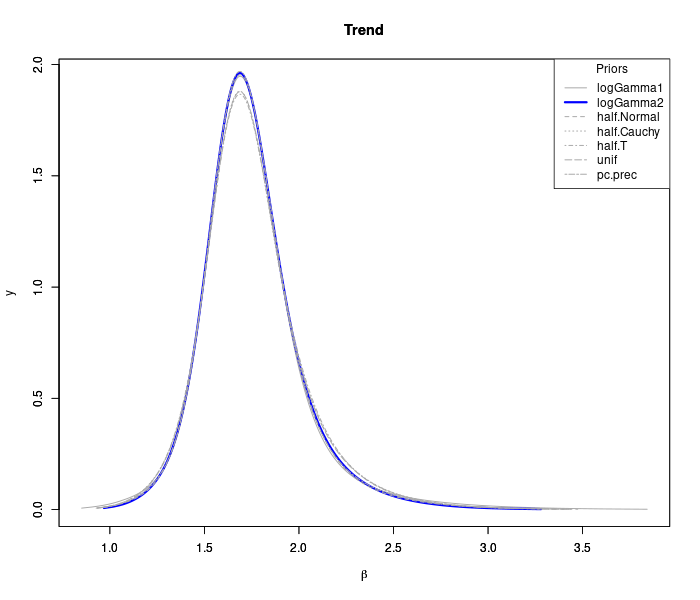 Trend
Priors
logGamma1
logGamma2
half.Normal
half.Cauchy
half.T
unif
pc.prec
2.0
1.5
1.0
0.5
0.0
y
1.0 1.5 2.0 2.5 3.0 3.5
β